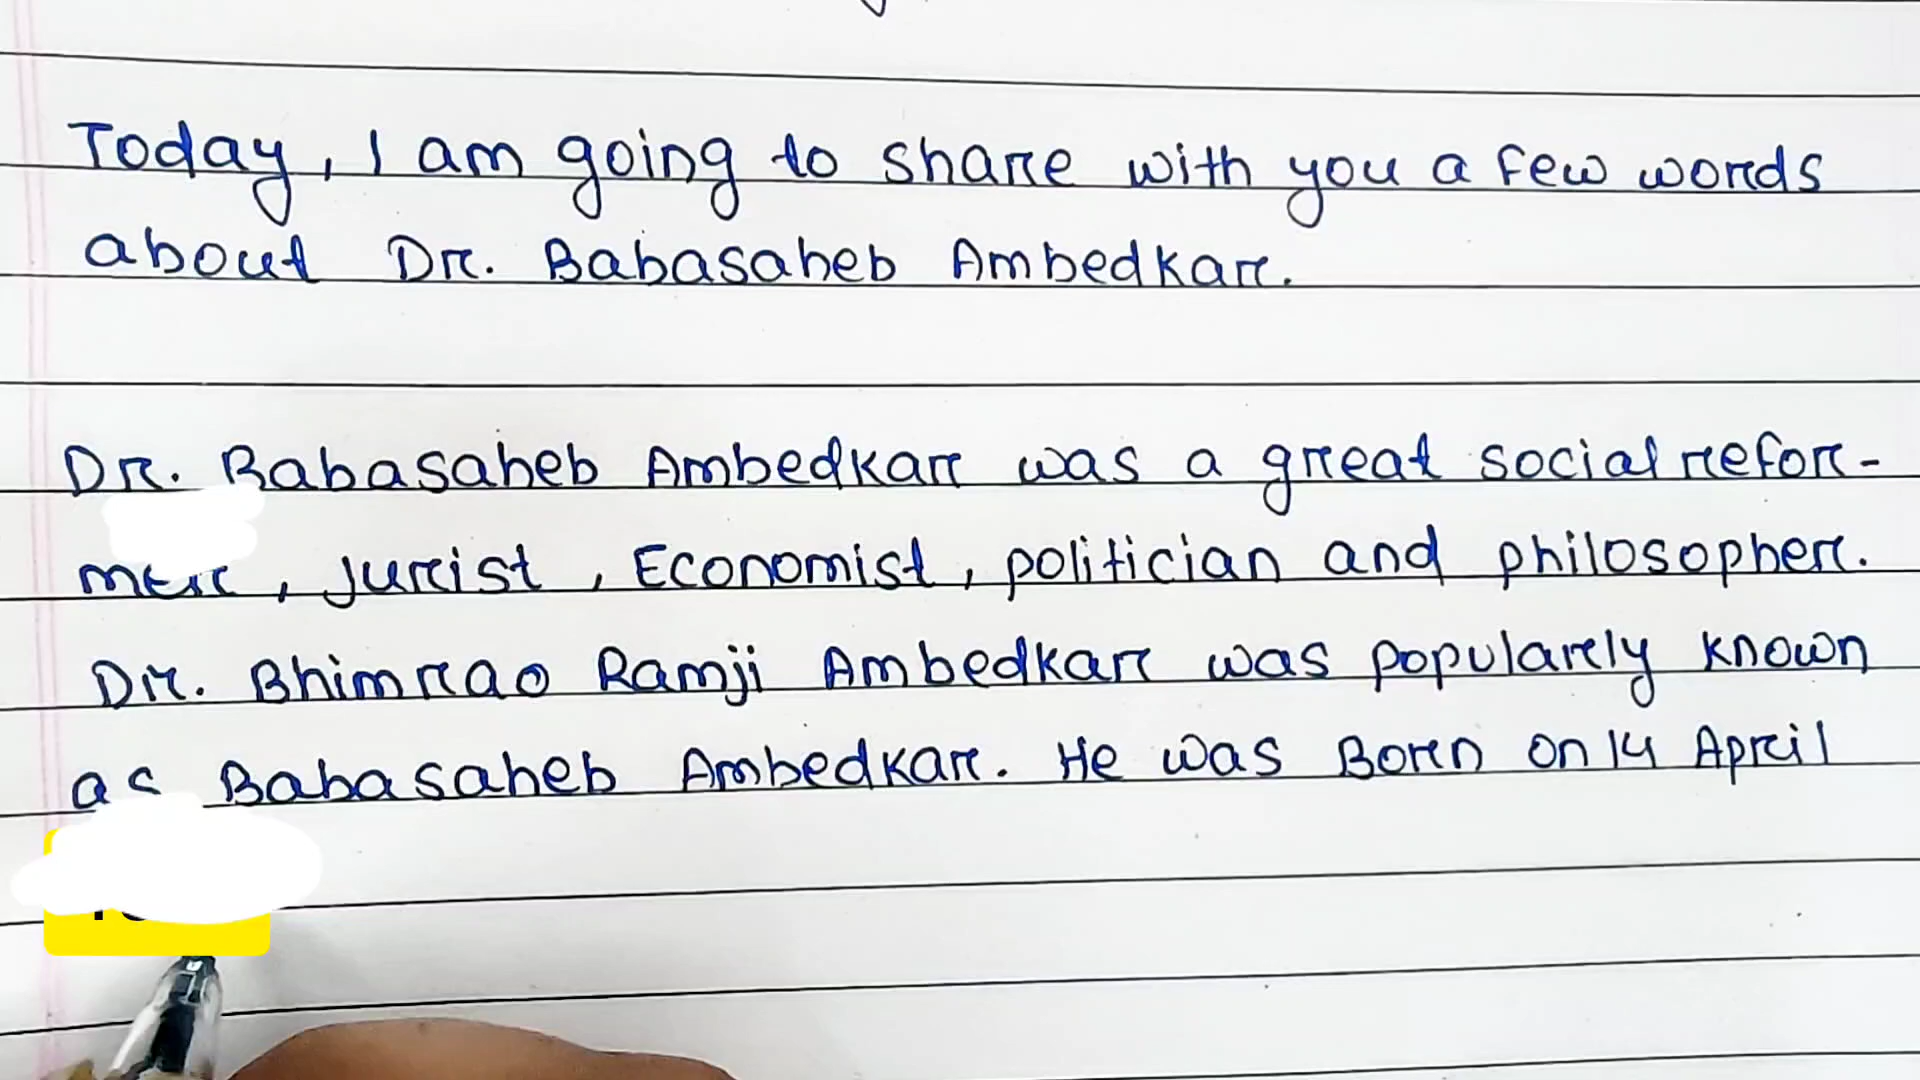 Today, I am going to share with you a few words
about Dr. Babasaheb Ambedkar.
Dr. Babasaheb Ambedkar was a great social refor-
mer, jurist, Economist, politician and philosopher.
Dr. Bhimrao Ramji Ambedkar was popularly known
as Babasaheb Ambedkar. He was Born on 14 April